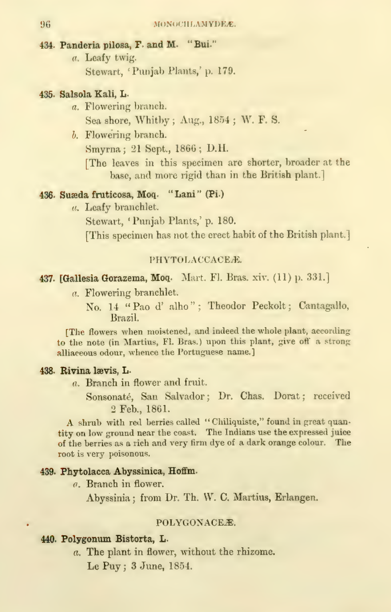 96 MONOCHLAMYDEÆ.
434. Panderia pilosa, F. and M. "Bui."
a. Leafy twig.
Stewart, 'Punjab Plants,' p. 179.
435. Salsola Kali, L.
a. Flowering branch.
Sea shore, Whitby; Aug., 1854; W. F. S.
b. Flowering branch.
Smyrna; 21 Sept., 1866; D.H.
[The leaves in this specimen are shorter, broader at the
base, and more rigid than in the British plant.]
436. Suæda fruticosa, Moq. "Lani" (Pi.)
a. Leafy branchlet.
Stewart, 'Punjab Plants,' p. 180.
[This specimen has not the erect habit of the British plant.]
PHYTOLACCACEÆ.
437. [Gallesia Gorazema, Moq. Mart. Fl. Bras. xiv. (11) p. 331.]
a. Flowering branchlet.
No. 14 "Pao d' alho"; Theodor Peckolt; Cantagallo,
Brazil.
[The flowers when moistened, and indeed the whole plant, according
to the note (in Martius, Fl. Bras.) upon this plant, give off a strong
alliaceous odour, whence the Portuguese name.]
438. Rivina lævis, L.
a. Branch in flower and fruit.
Sonsonaté, San Salvador; Dr. Chas. Dorat; received
2 Feb., 1861.
A shrub with red berries called "Chiliquiste," found in great quan-
tity on low ground near the coast. The Indians use the expressed juice
of the berries as a rich and very firm dye of a dark orange colour. The
root is very poisonous.
439. Phytolacca Abyssinica, Hoffm.
a. Branch in flower.
Abyssinia; from Dr. Th. W. C. Martius, Erlangen.
POLYGONACEÆ.
440. Polygonum Bistorta, L.
a. The plant in flower, without the rhizome.
Le Puy; 3 June, 1854.